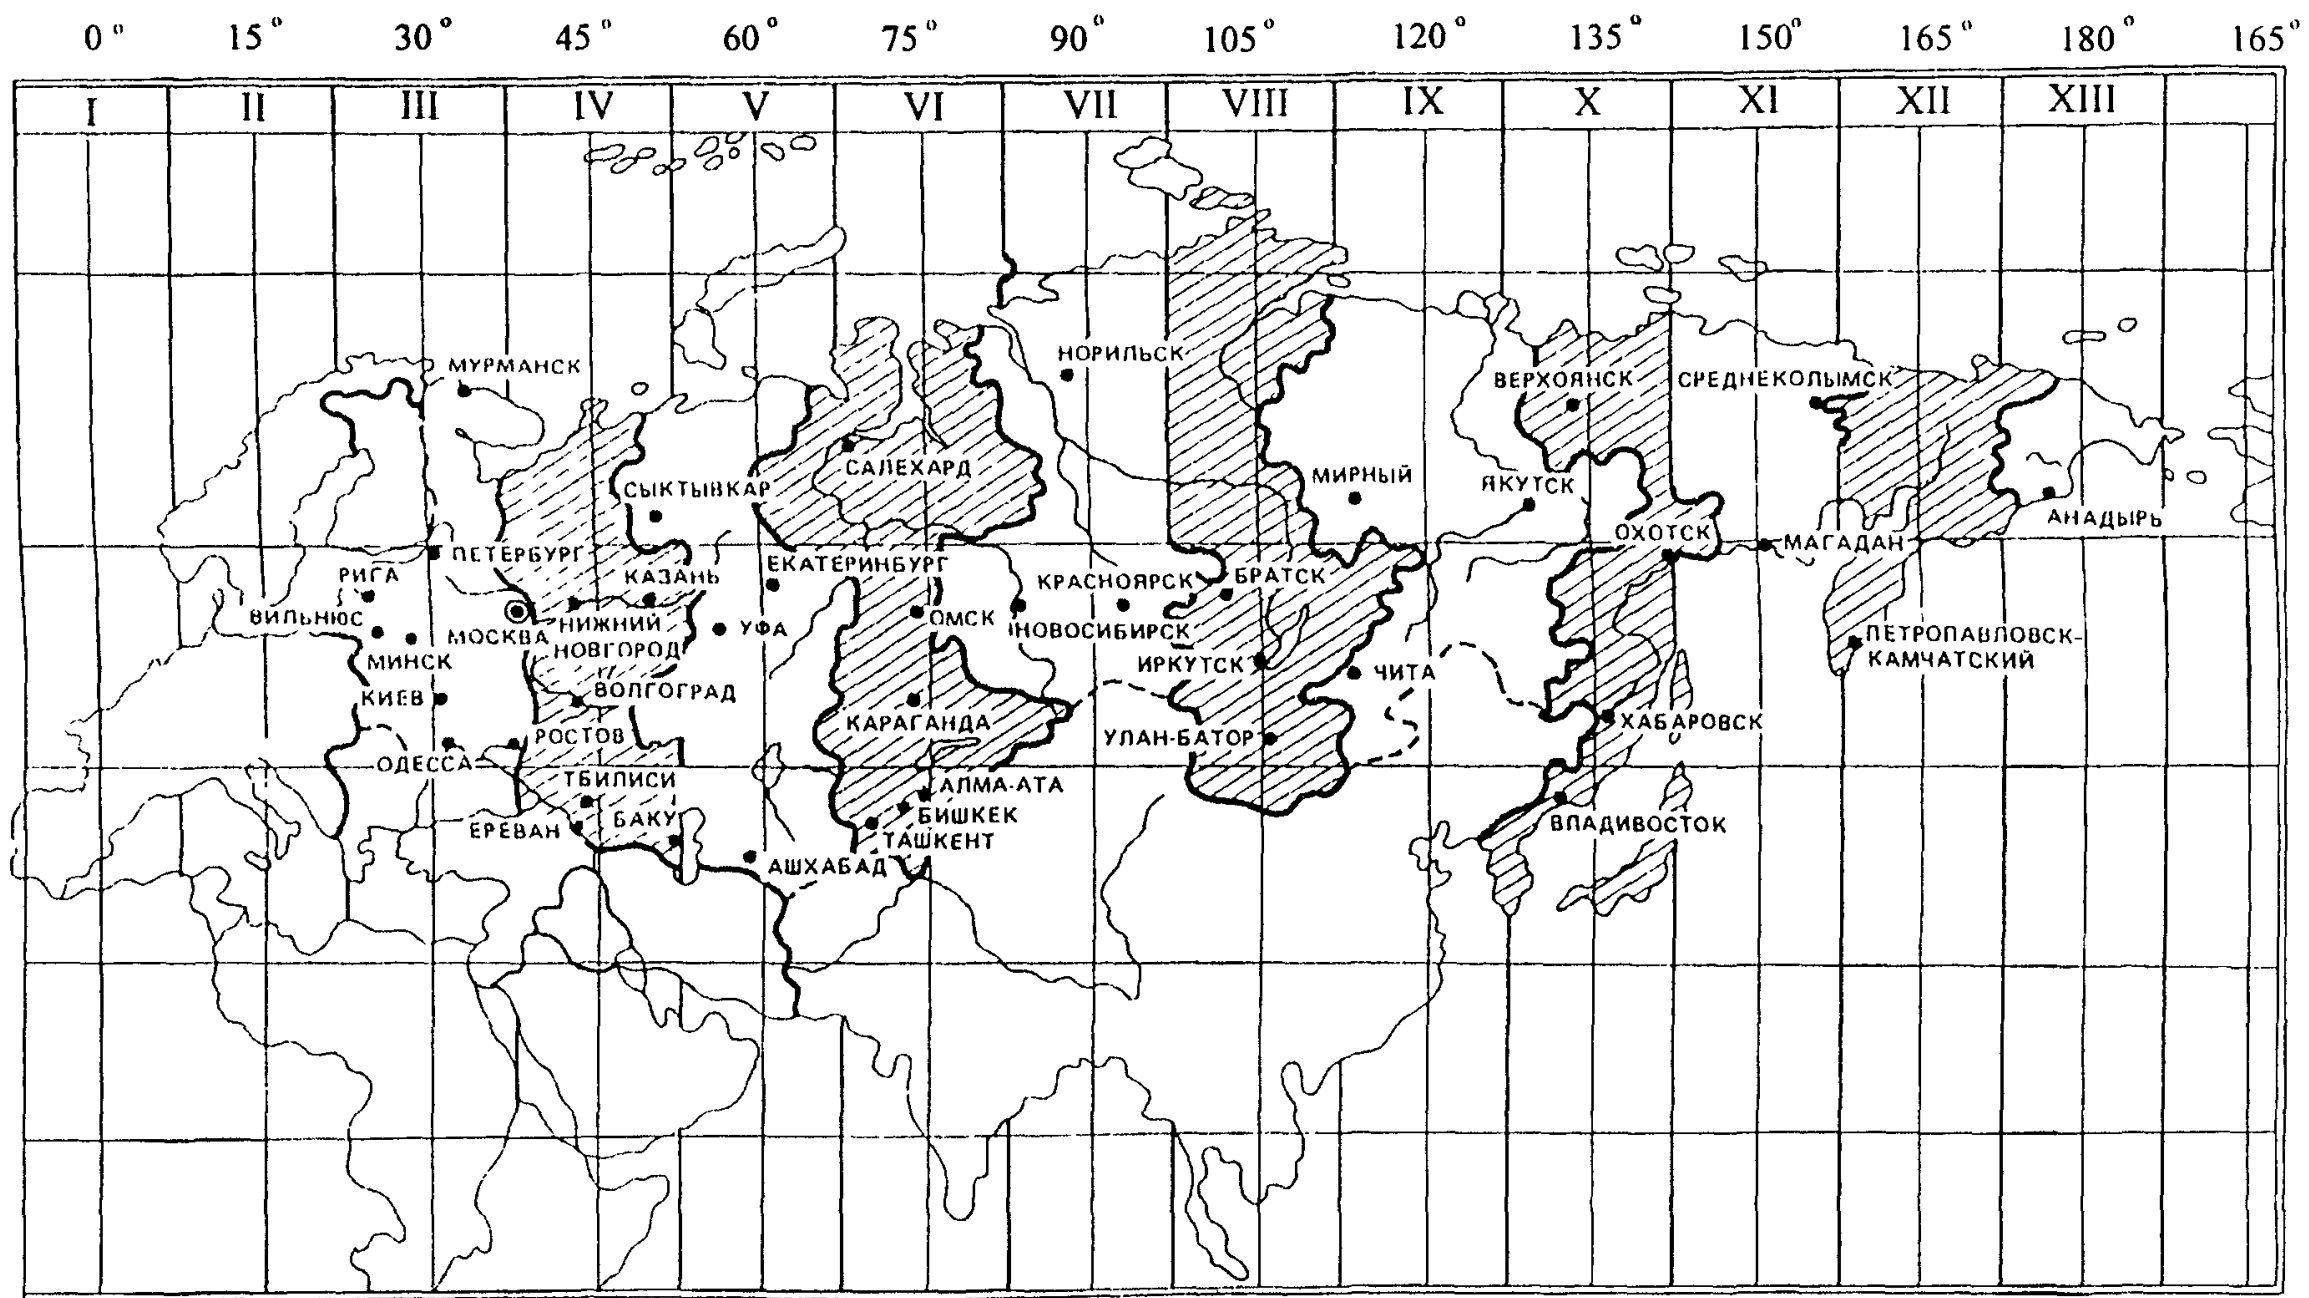 0° 15° 30° 45° 60° 75° 90° 105° 120° 135° 150° 165° 180° 165°
I II III IV V VI VII VIII IX X XI XII XIII
МУРМАНСК
НОРИЛЬСК
ВЕРХОЯНСК
СРЕДНЕКОЛЫМСК
САЛЕХАРД
СЫКТЫВКАР
МИРНЫЙ
ЯКУТСК
АНАДЫРЬ
ОХОТСК
МАГАДАН
ПЕТЕРБУРГ
ЕКАТЕРИНБУРГ
РИГА
КАЗАНЬ
КРАСНОЯРСК
БРАТСК
ВИЛЬНЮС
МОСКВА
НИЖНИЙ
НОВГОРОД
УФА
ОМСК
НОВОСИБИРСК
ПЕТРОПАВЛОВСК-
КАМЧАТСКИЙ
МИНСК
ИРКУТСК
ЧИТА
КИЕВ
ВОЛГОГРАД
КАРАГАНДА
ХАБАРОВСК
РОСТОВ
УЛАН-БАТОР
ОДЕССА
ТБИЛИСИ
АЛМА-АТА
ЕРЕВАН
БАКУ
БИШКЕК
ВЛАДИВОСТОК
ТАШКЕНТ
АШХАБАД